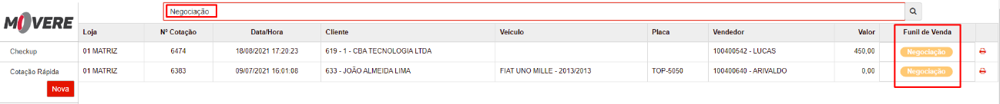 Negociação
MOVERE
Loja Nº Cotação Data/Hora Cliente Veículo Placa Vendedor Valor Funil de Venda
Checkup
01 MATRIZ 6474 18/08/2021 17:20:23 619 - 1 - CBA TECNOLOGIA LTDA 100400542 - LUCAS 450,00 Negociação
Cotação Rápida
01 MATRIZ 6383 09/07/2021 16:01:08 633 - JOÃO ALMEIDA LIMA FIAT UNO MILLE - 2013/2013 TOP-5050 100400640 - ARIVALDO 0,00 Negociação
Nova